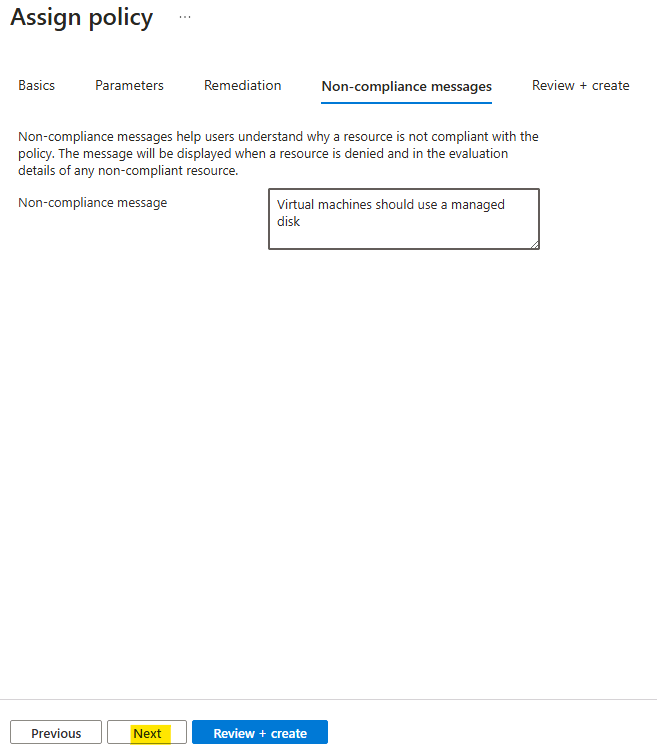 Assign policy ...
Basics Parameters Remediation Non-compliance messages Review + create
Non-compliance messages help users understand why a resource is not compliant with the
policy. The message will be displayed when a resource is denied and in the evaluation
details of any non-compliant resource.
Non-compliance message
Virtual machines should use a managed
disk
Previous Next Review + create